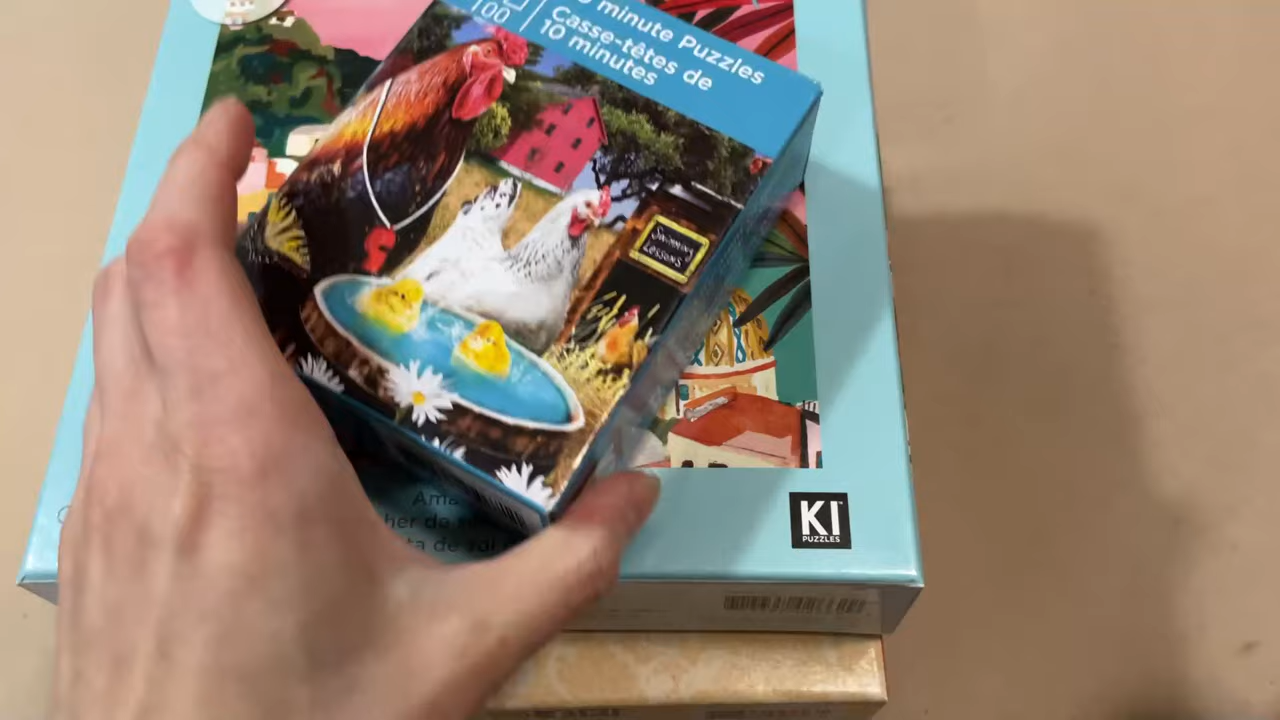 100
minute Puzzles
Casse-têtes de
10 minutes
Swimming
Lessons
KI
PUZZLES